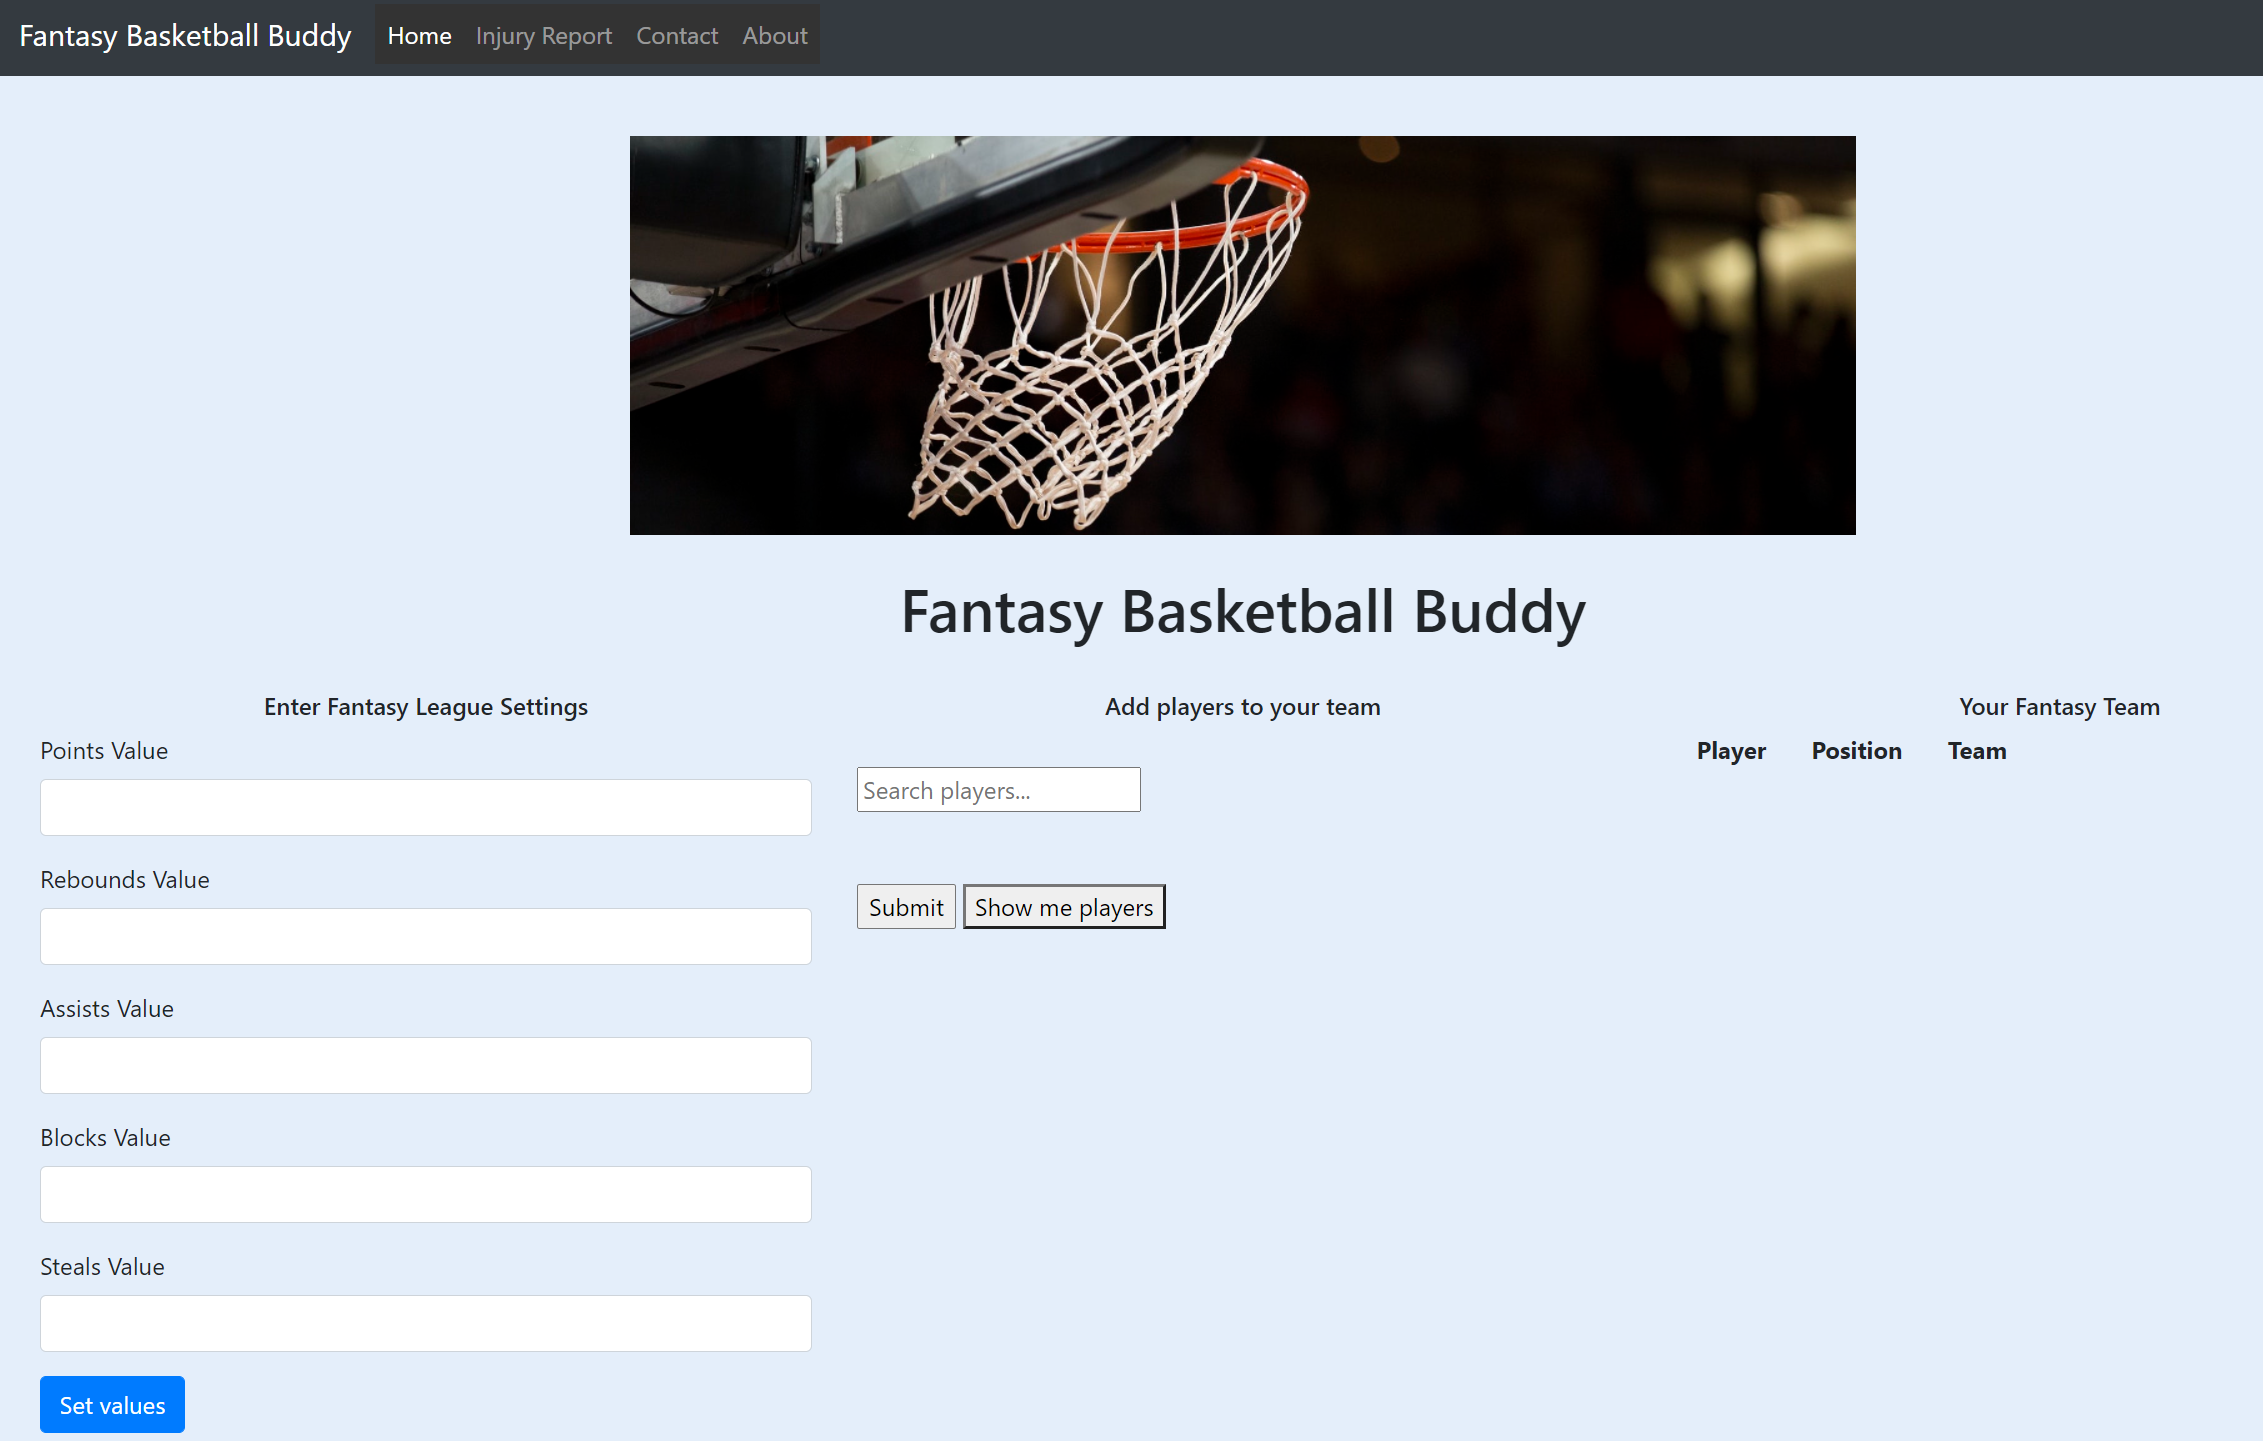 Fantasy Basketball Buddy Home Injury Report Contact About
Fantasy Basketball Buddy
Enter Fantasy League Settings
Points Value
Rebounds Value
Assists Value
Blocks Value
Steals Value
Set values
Add players to your team
Search players...
Submit Show me players
Your Fantasy Team
Player Position Team